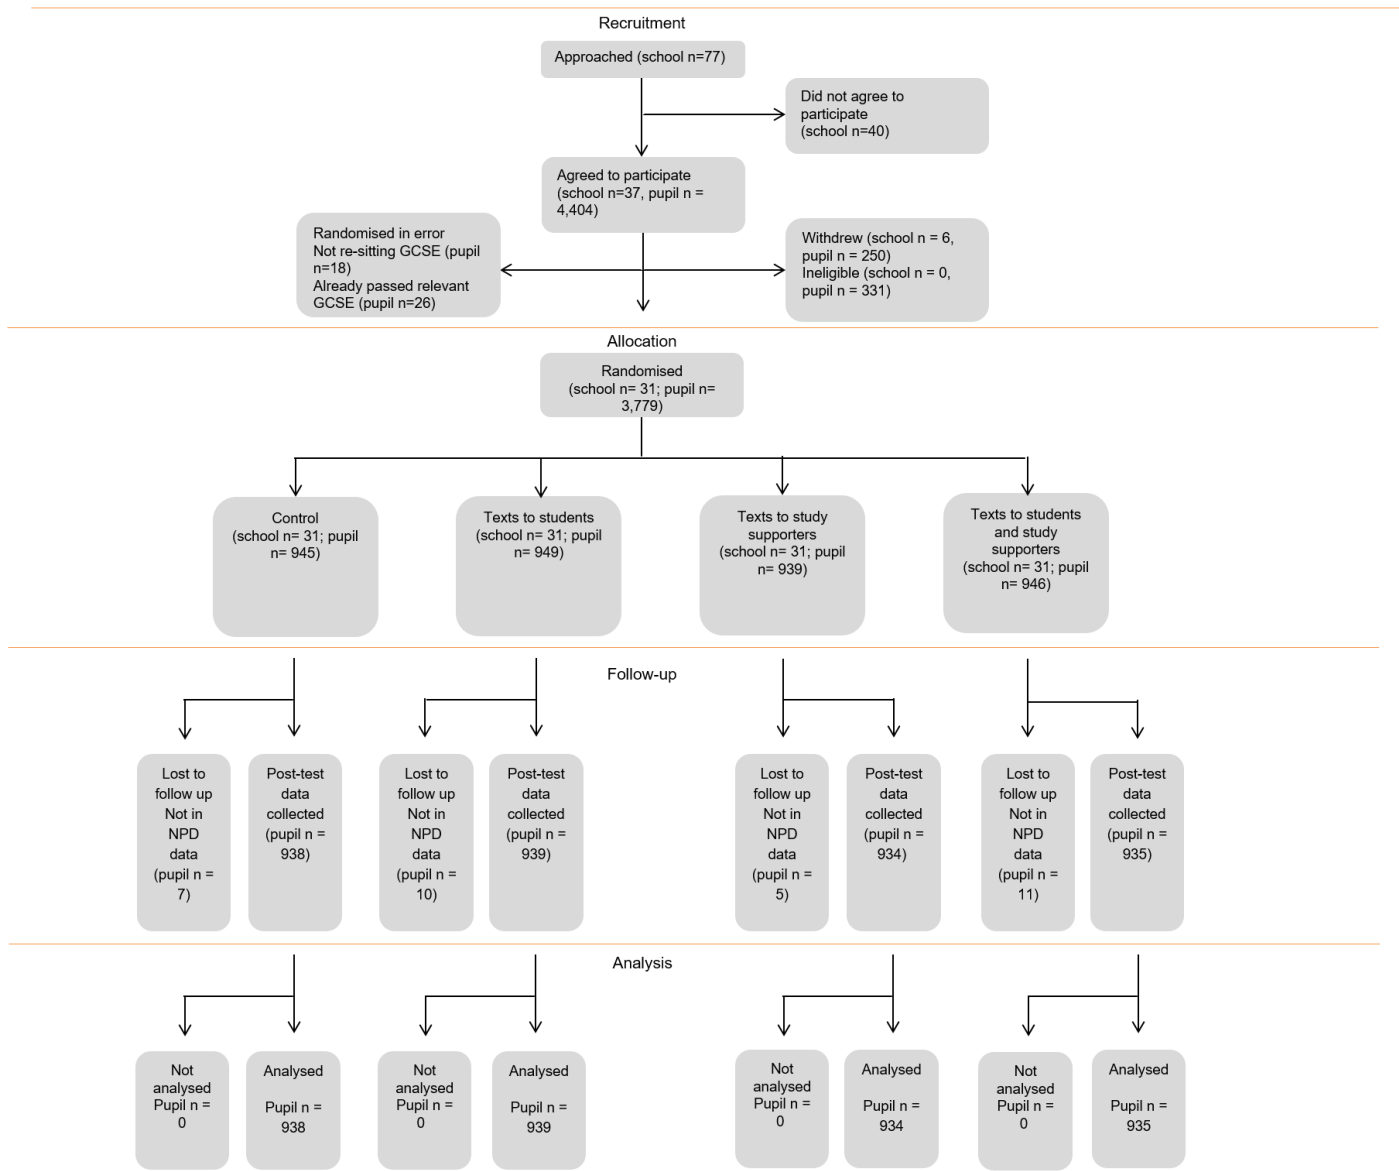 Recruitment
Approached (school n=77)
Did not agree to
participate
(school n=40)
Agreed to participate
(school n=37, pupil n =
4,404)
Randomised in error
Not re-sitting GCSE (pupil
n=18)
Already passed relevant
GCSE (pupil n=26)
Withdrew (school n = 6,
pupil n = 250)
Ineligible (school n = 0,
pupil n = 331)
Allocation
Randomised
(school n= 31; pupil n=
3,779)
Control
(school n= 31; pupil
n= 945)
Texts to students
(school n= 31; pupil
n= 949)
Texts to study
supporters
(school n= 31; pupil
n= 939)
Texts to students
and study
supporters
(school n= 31; pupil
n= 946)
Follow-up
Lost to
follow up
Not in
NPD
data
(pupil n =
7)
Post-test
data
collected
(pupil n =
938)
Lost to
follow up
Not in
NPD
data
(pupil n =
10)
Post-test
data
collected
(pupil n =
939)
Lost to
follow up
Not in
NPD
data
(pupil n =
5)
Post-test
data
collected
(pupil n =
934)
Lost to
follow up
Not in
NPD
data
(pupil n =
11)
Post-test
data
collected
(pupil n =
935)
Analysis
Not
analysed
Pupil n =
0
Analysed
Pupil n =
938
Not
analysed
Pupil n =
0
Analysed
Pupil n =
939
Not
analysed
Pupil n =
0
Analysed
Pupil n =
934
Not
analysed
Pupil n =
0
Analysed
Pupil n =
935